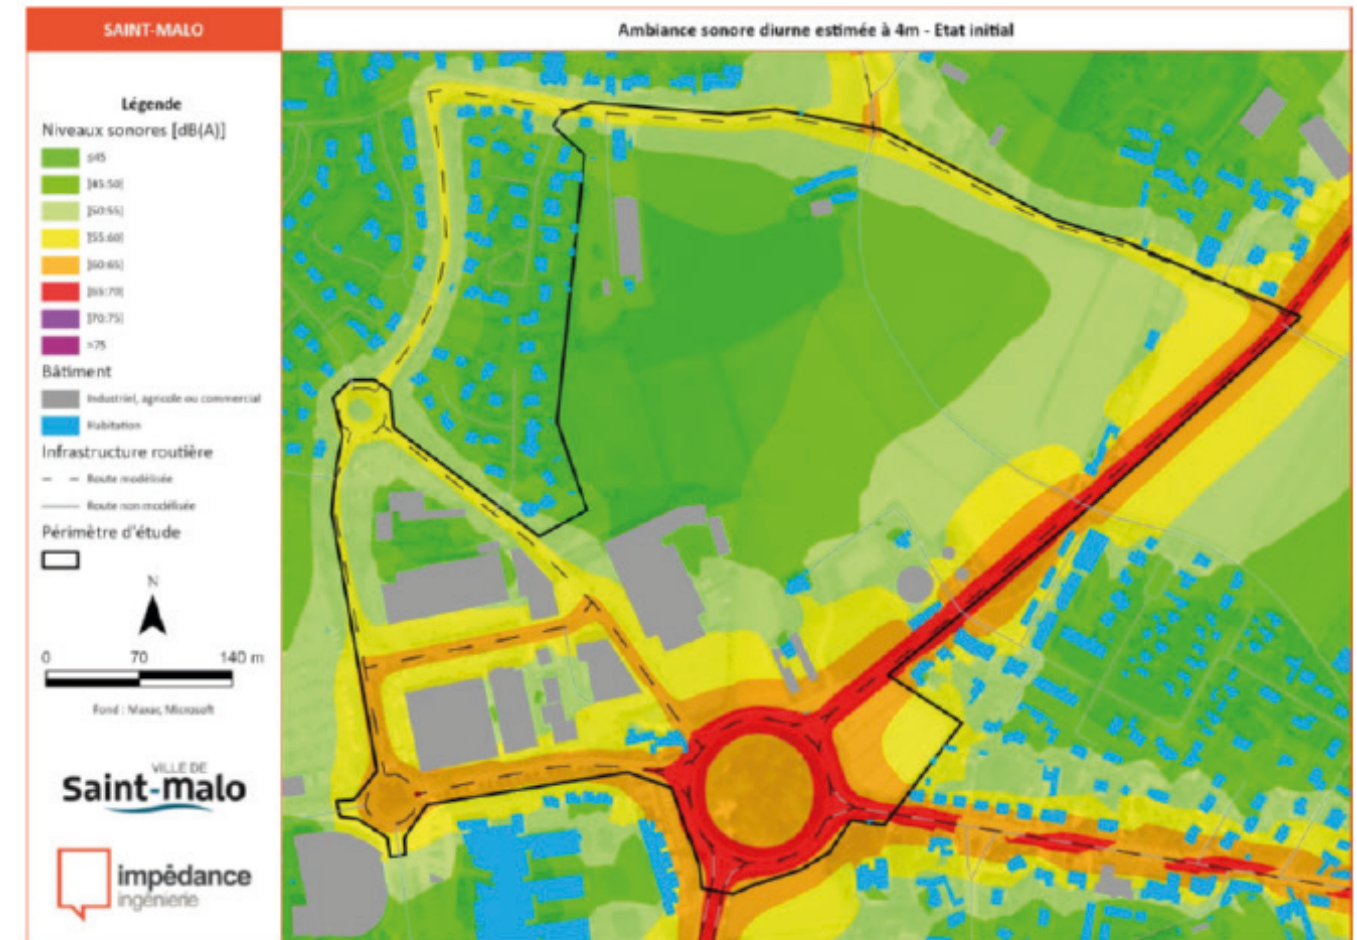 SAINT-MALO
Ambiance sonore diurne estimée à 4m - Etat initial
Légende
Niveaux sonores [dB(A)]
≤45
]45:50]
]50:55]
]55:60]
]60:65]
]65:70]
]70:75]
>75
Bâtiment
Industriel, agricole ou commercial
Habitation
Infrastructure routière
Route modélisée
Route non modélisée
Périmètre d'étude
N
0 70 140 m
Fond : Maxar, Microsoft
VILLE DE
Saint-malo
impédance
ingénierie